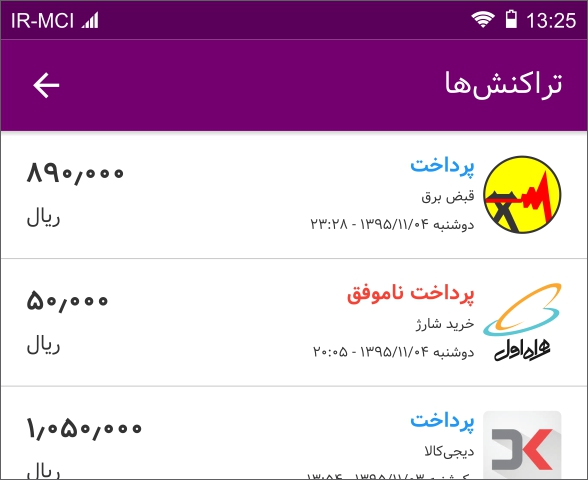 IR-MCI 13:25
تراکنش‌ها
پرداخت
قبض برق
دوشنبه ۱۳۹۵/۱۱/۰۴ - ۲۳:۲۸
۸۹۰٫۰۰۰
ریال
پرداخت ناموفق
خرید شارژ
دوشنبه ۱۳۹۵/۱۱/۰۴ - ۲۰:۰۵
۵۰٫۰۰۰
ریال
همراه اول
پرداخت
دیجی‌کالا
یکشنبه ۱۳۹۵/۱۱/۰۳ - ۱۳:۵۴
۱٫۰۵۰٫۰۰۰
ریال